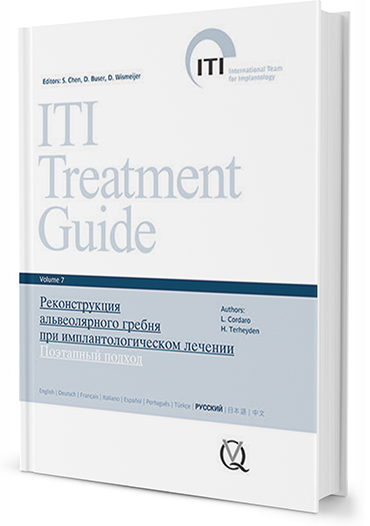 Editors: S. Chen, D. Buser, D. Wismeijer
ITI
International Team
for Implantology
ITI
Treatment
Guide
Volume 7
Реконструкция
альвеолярного гребня
при имплантологическом лечении
Поэтапный подход
Authors:
L. Cordaro
H. Terheyden
English | Deutsch | Français | Italiano | Español | Português | Türkçe | РУССКИЙ | 日本語 | 中文